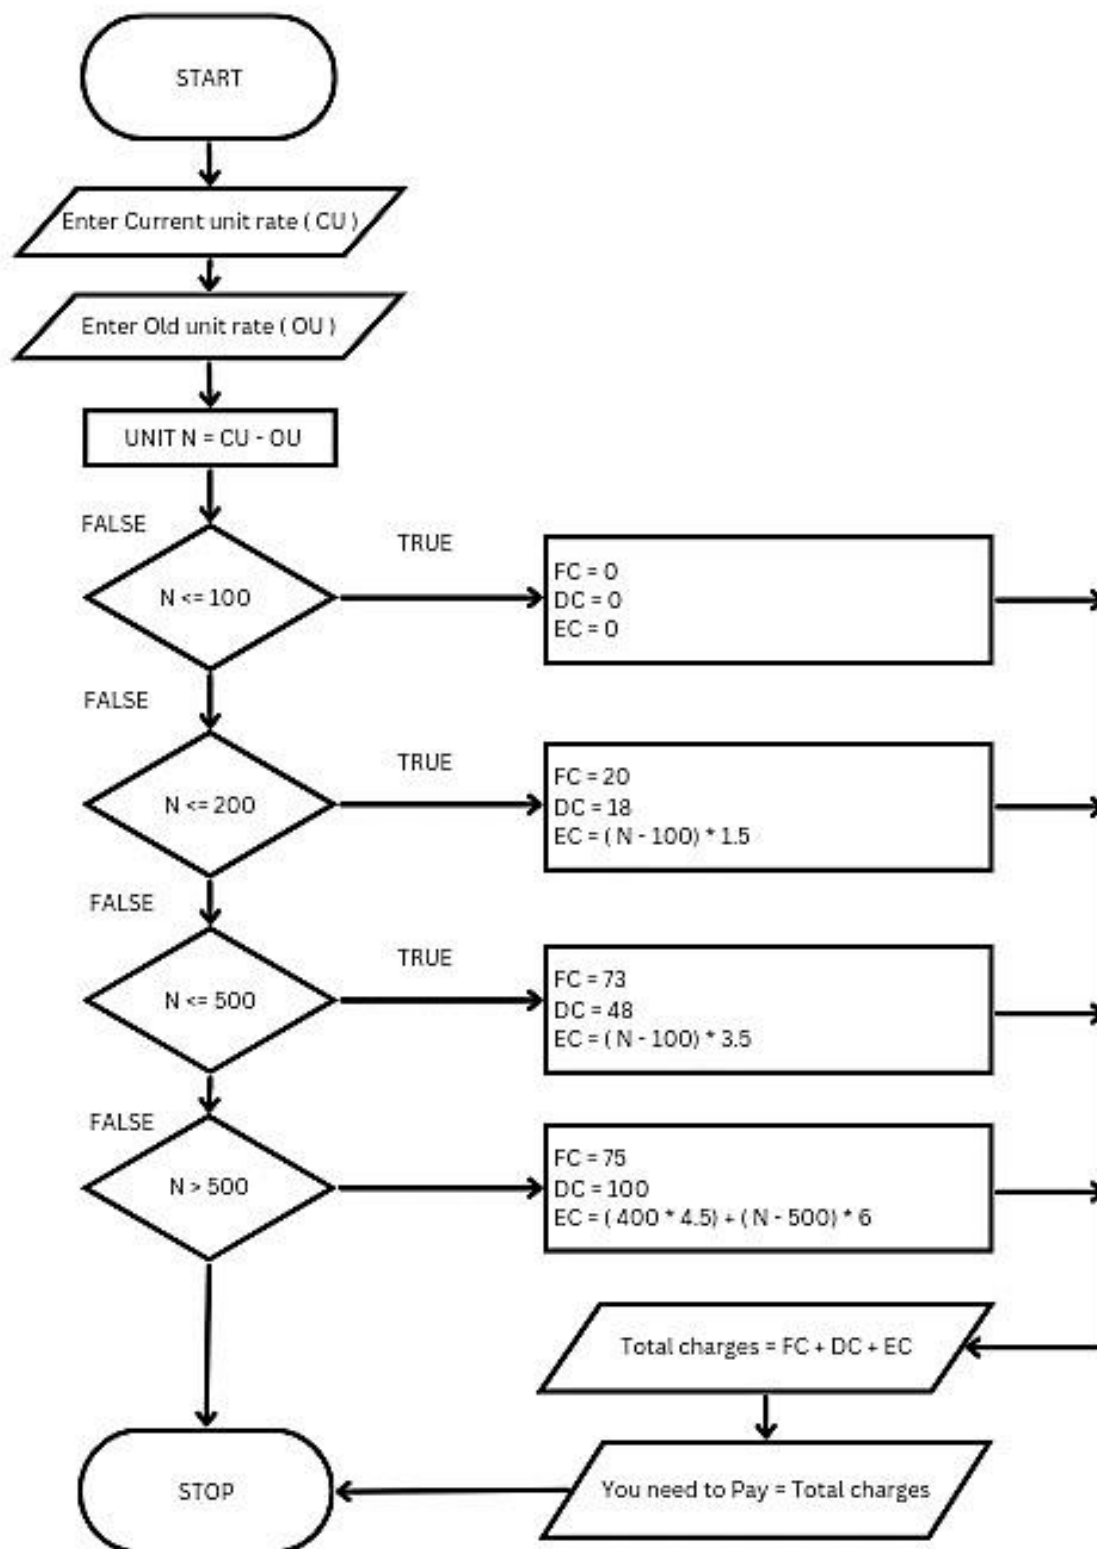 START
Enter Current unit rate ( CU )
Enter Old unit rate ( OU )
UNIT N = CU - OU
FALSE
TRUE
N <= 100
FC = 0
DC = 0
EC = 0
FALSE
TRUE
N <= 200
FC = 20
DC = 18
EC = ( N - 100) * 1.5
FALSE
TRUE
N <= 500
FC = 73
DC = 48
EC = ( N - 100) * 3.5
FALSE
N > 500
FC = 75
DC = 100
EC = ( 400 * 4.5) + ( N - 500) * 6
Total charges = FC + DC + EC
You need to Pay = Total charges
STOP